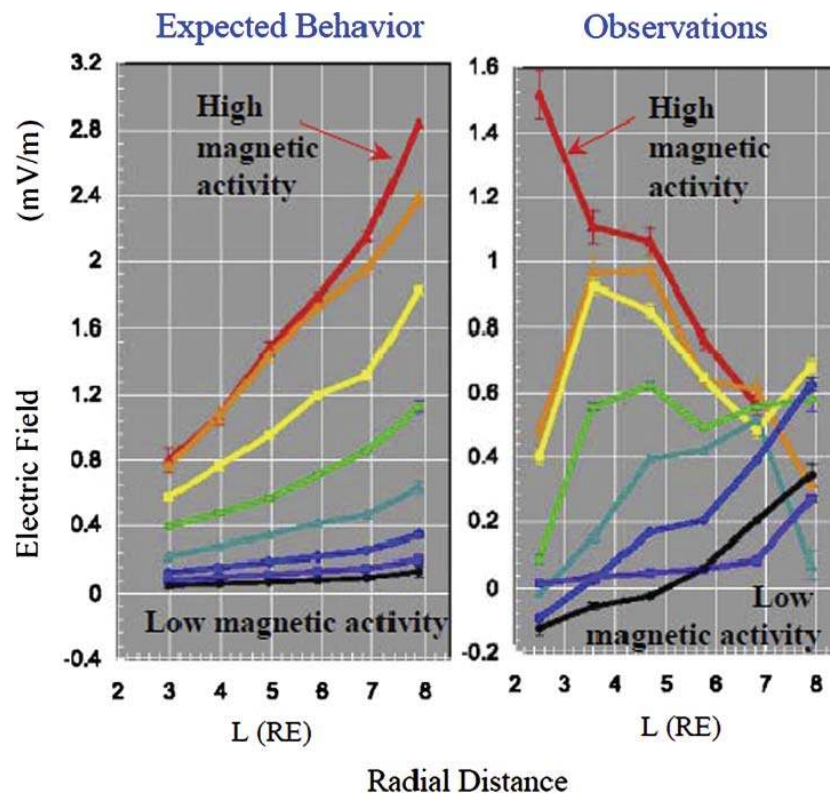 Expected Behavior
Observations
3.2
2.8
2.4
2
1.6
1.2
0.8
0.4
0
-0.4
High
magnetic
activity
Low magnetic activity
2 3 4 5 6 7 8
L (RE)
1.6
1.4
1.2
1
0.8
0.6
0.4
0.2
0
-0.2
High
magnetic
activity
Low
magnetic activity
2 3 4 5 6 7 8
L (RE)
Electric Field (mV/m)
Radial Distance